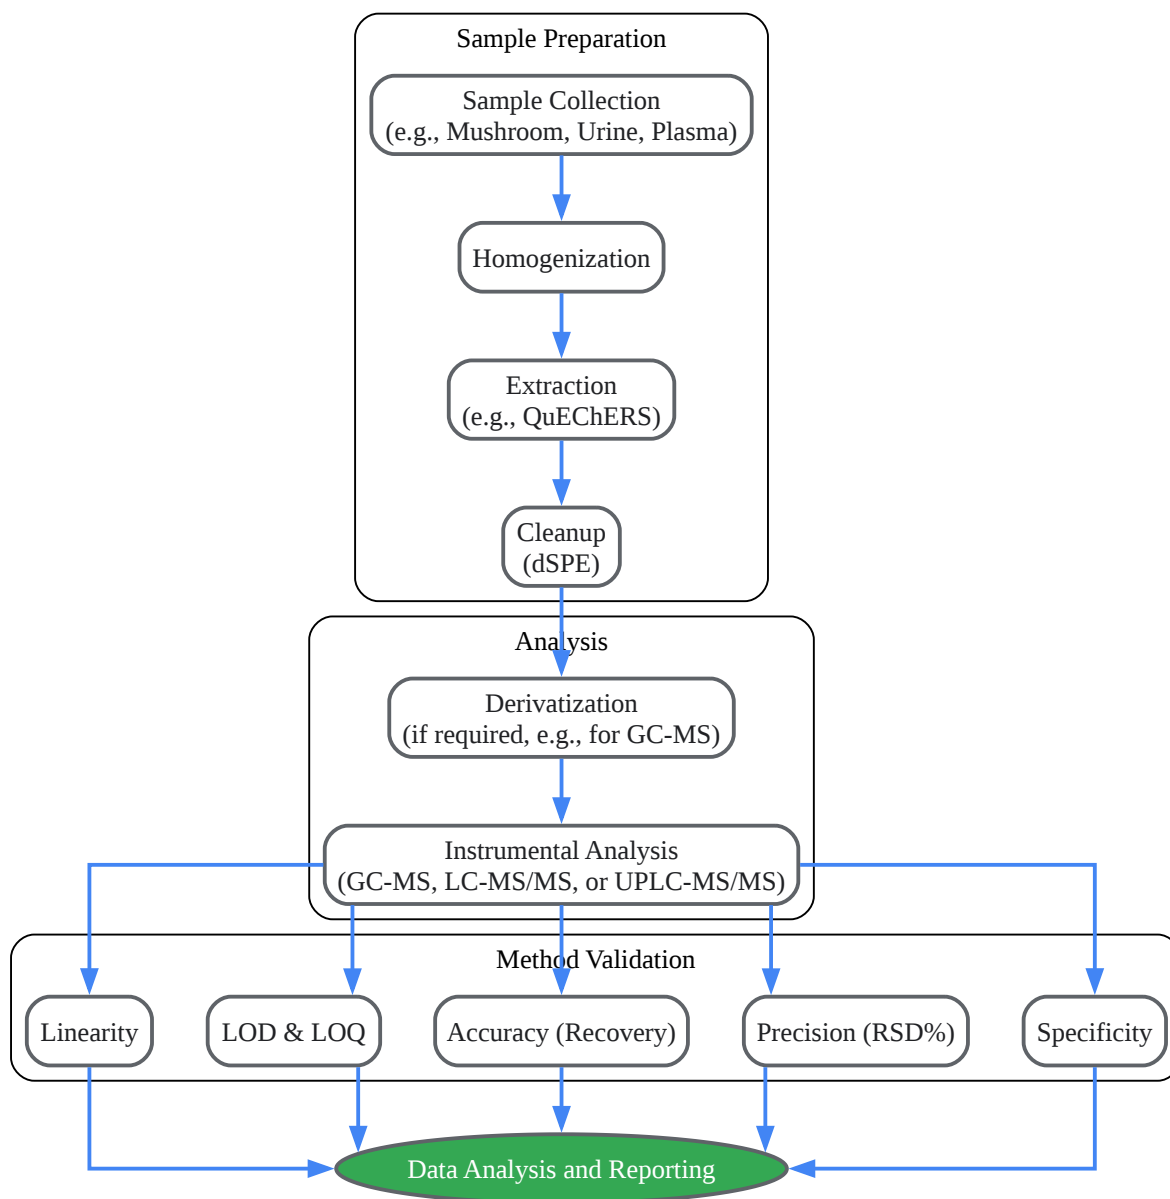 Sample Preparation
Sample Collection
(e.g., Mushroom, Urine, Plasma)
Homogenization
Extraction
(e.g., QuEChERS)
Cleanup
(dSPE)
Analysis
Derivatization
(if required, e.g., for GC-MS)
Instrumental Analysis
(GC-MS, LC-MS/MS, or UPLC-MS/MS)
Method Validation
Linearity
LOD & LOQ
Accuracy (Recovery)
Precision (RSD%)
Specificity
Data Analysis and Reporting